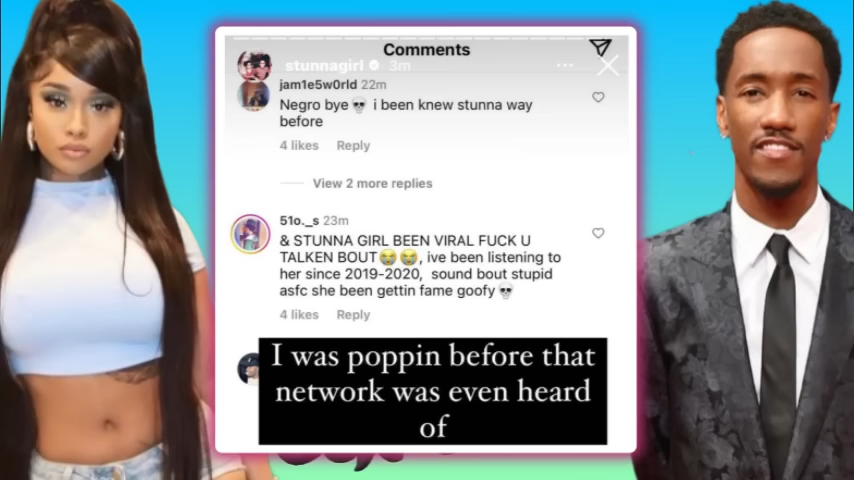 Comments
stunnagirl 3m
jam1e5w0rld 22m
Negro bye💀 i been knew stunna way
before
4 likes Reply
View 2 more replies
51o._s 23m
& STUNNA GIRL BEEN VIRAL FUCK U
TALKEN BOUT😭😭, ive been listening to
her since 2019-2020, sound bout stupid
asfc she been gettin fame goofy💀
4 likes Reply
I was poppin before that
network was even heard
of